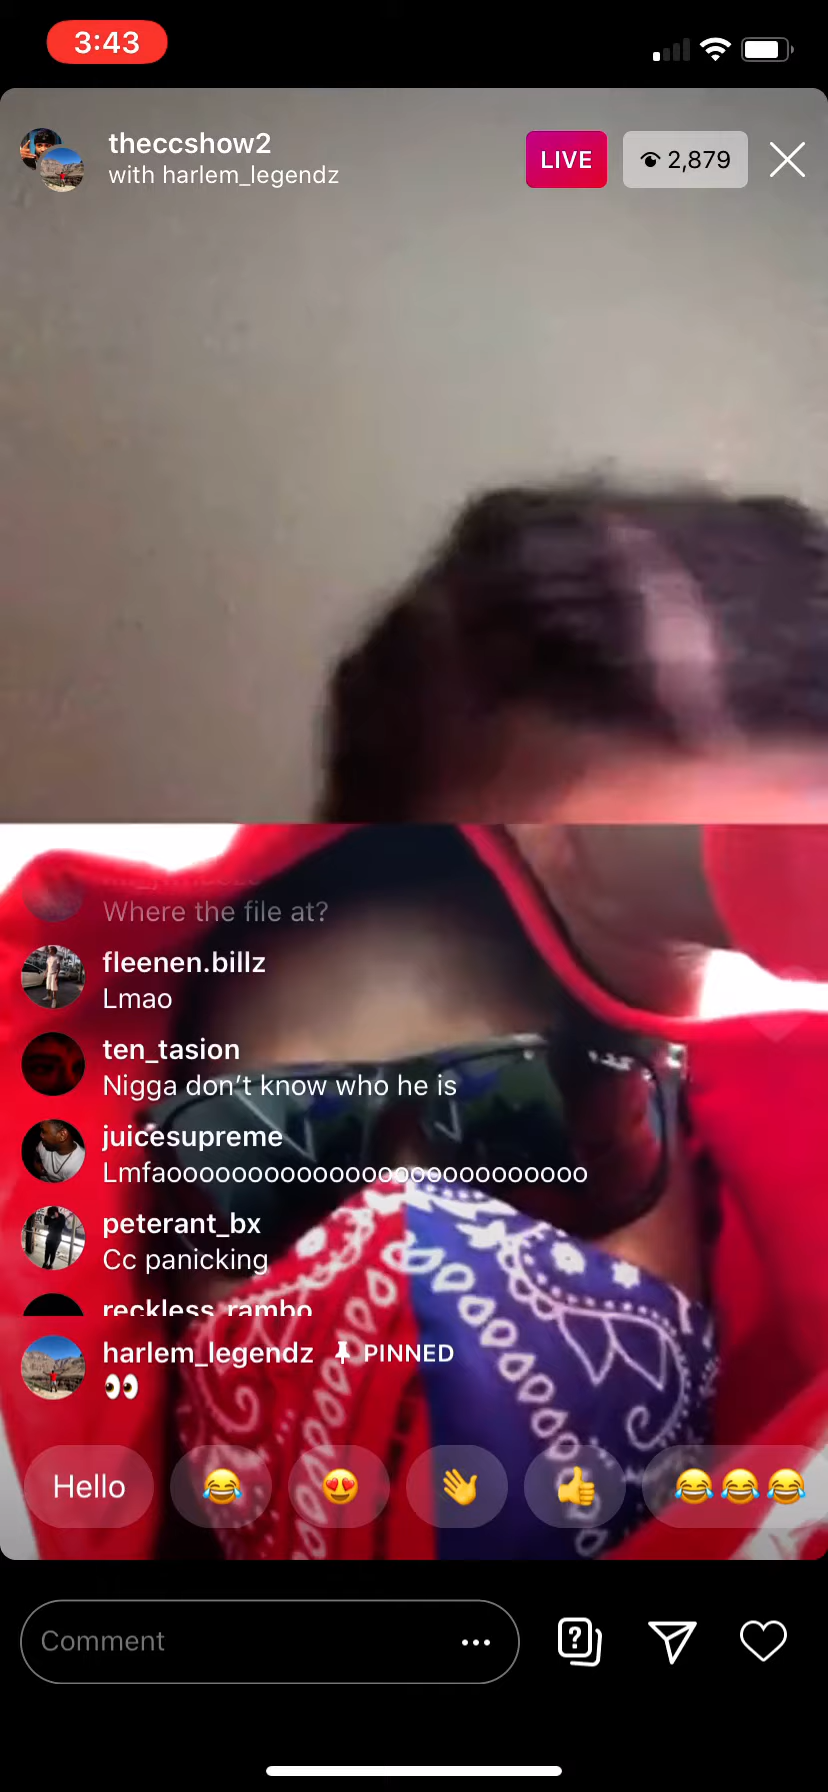 3:43
theccshow2
with harlem_legendz
LIVE
2,879
Where the file at?
fleenen.billz
Lmao
ten_tasion
Nigga don't know who he is
juicesupreme
Lmfaoooooooooooooooooooooooooo
peterant_bx
Cc panicking
reckless_rambo
harlem_legendz PINNED
👀
Hello 😂 😍 👋 👍 😂😂😂
Comment